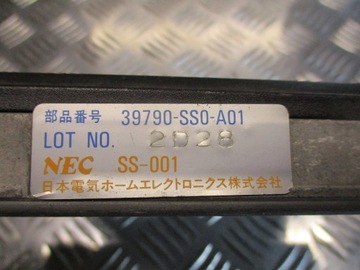 部品番号 39790-SS0-A01
LOT NO. 2D28
NEC SS-001
日本電気ホームエレクトロニクス株式会社